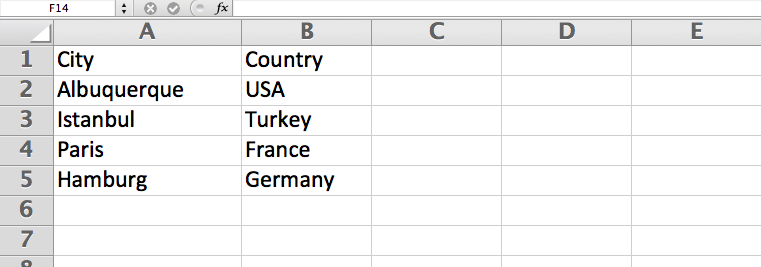 F14 fx
A B C D E
1 City Country
2 Albuquerque USA
3 Istanbul Turkey
4 Paris France
5 Hamburg Germany
6
7
8